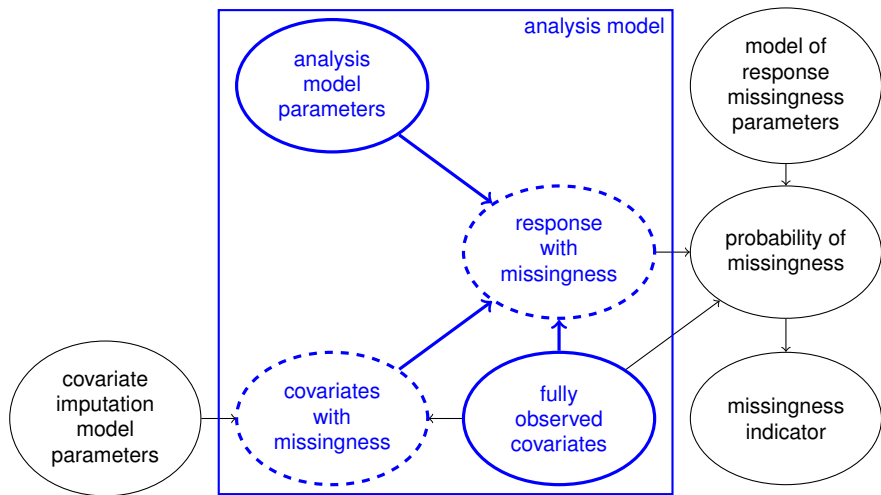 analysis model
analysis
model
parameters
model of
response
missingness
parameters
response
with
missingness
probability of
missingness
covariate
imputation
model
parameters
covariates
with
missingness
fully
observed
covariates
missingness
indicator